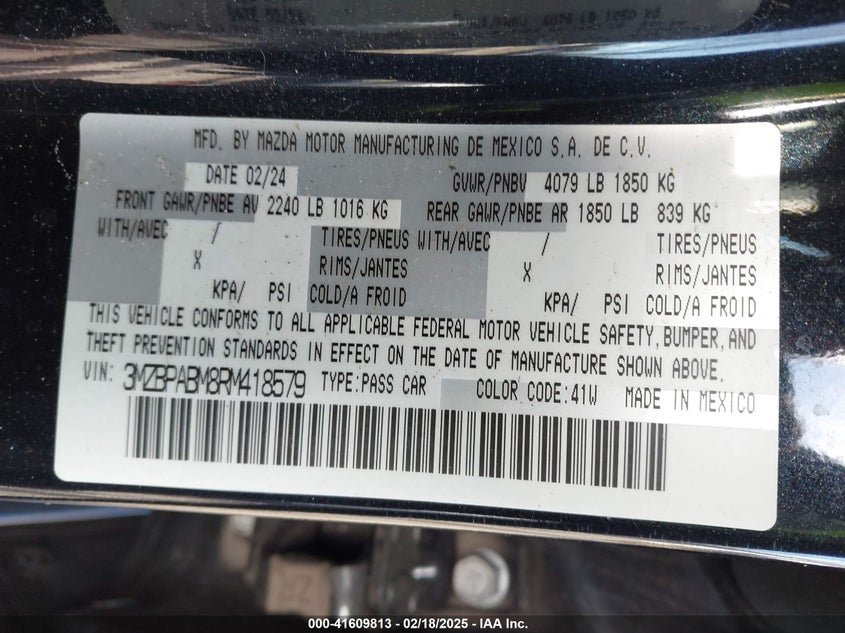 4079 LB 1850 KG
MFD. BY MAZDA MOTOR MANUFACTURING DE MEXICO S.A. DE C.V.
DATE 02/24 GVWR/PNBV 4079 LB 1850 KG
FRONT GAWR/PNBE AV 2240 LB 1016 KG REAR GAWR/PNBE AR 1850 LB 839 KG
WITH/AVEC / TIRES/PNEUS WITH/AVEC / TIRES/PNEUS
X RIMS/JANTES X RIMS/JANTES
KPA/ PSI COLD/A FROID KPA/ PSI COLD/A FROID
THIS VEHICLE CONFORMS TO ALL APPLICABLE FEDERAL MOTOR VEHICLE SAFETY, BUMPER, AND
THEFT PREVENTION STANDARDS IN EFFECT ON THE DATE OF MANUFACTURE SHOWN ABOVE.
VIN: 3MZBPABM8RM418579 TYPE:PASS CAR COLOR CODE:41W MADE IN MEXICO
000-41609813 - 02/18/2025 - IAA Inc.